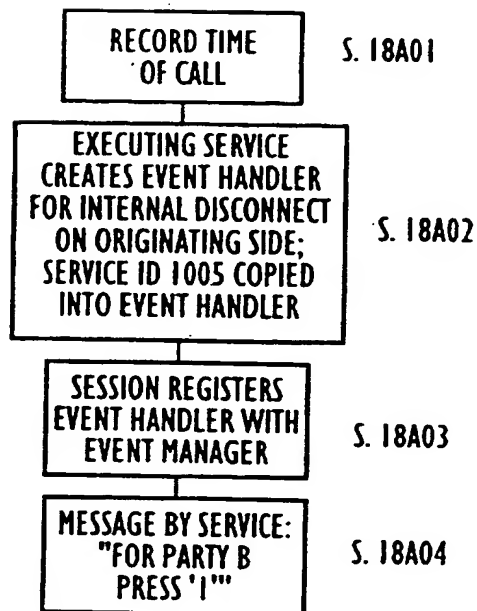 RECORD TIME
OF CALL
S. 18A01
EXECUTING SERVICE
CREATES EVENT HANDLER
FOR INTERNAL DISCONNECT
ON ORIGINATING SIDE;
SERVICE ID 1005 COPIED
INTO EVENT HANDLER
S. 18A02
SESSION REGISTERS
EVENT HANDLER WITH
EVENT MANAGER
S. 18A03
MESSAGE BY SERVICE:
"FOR PARTY B
PRESS '1'"
S. 18A04